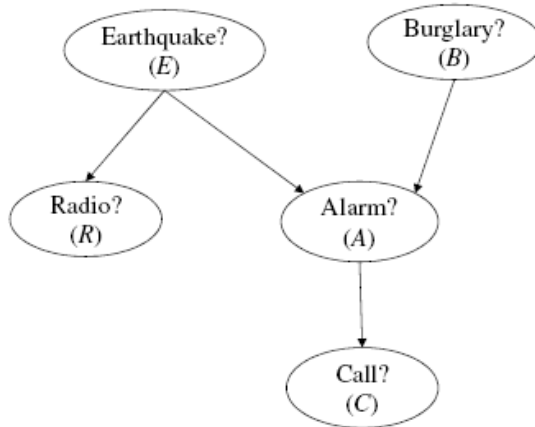 Earthquake?
(E)
Burglary?
(B)
Radio?
(R)
Alarm?
(A)
Call?
(C)